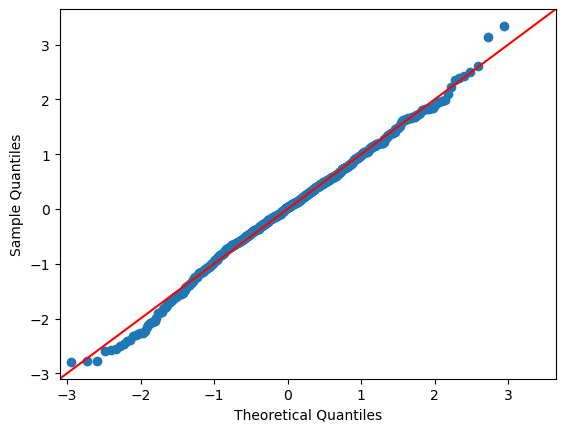 3
2
1
0
−1
−2
−3
Sample Quantiles
−3 −2 −1 0 1 2 3
Theoretical Quantiles